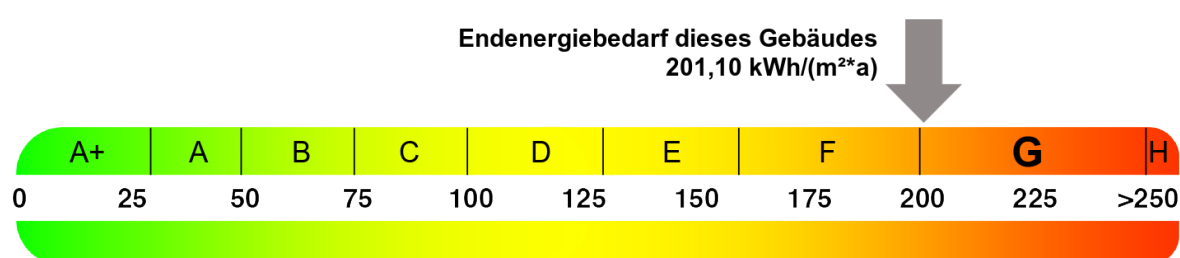 Endenergiebedarf dieses Gebäudes
201,10 kWh/(m²*a)
A+ A B C D E F G H
0 25 50 75 100 125 150 175 200 225 >250